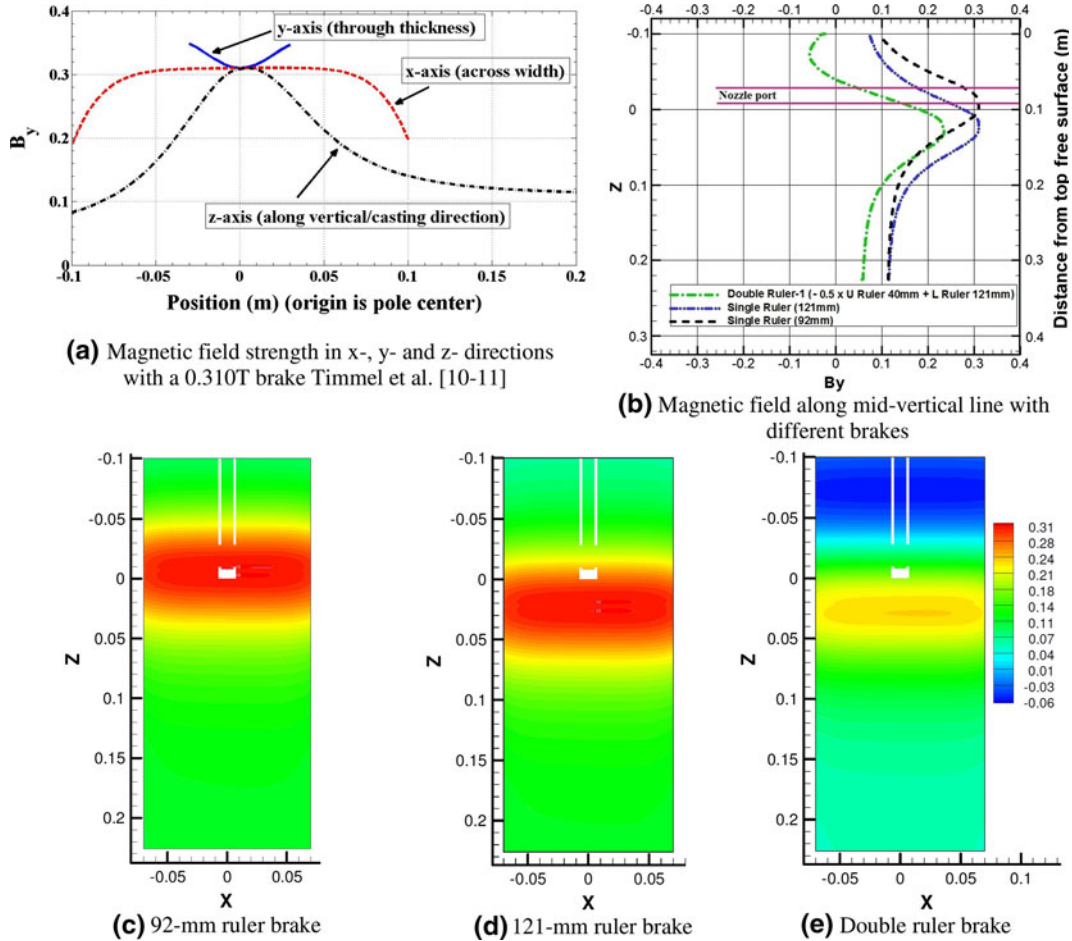 0.4
0.3
0.2
0.1
0
B_y
y-axis (through thickness)
x-axis (across width)
z-axis (along vertical/casting direction)
-0.1 -0.05 0 0.05 0.1 0.15 0.2
Position (m) (origin is pole center)
(a) Magnetic field strength in x-, y- and z- directions
with a 0.310T brake Timmel et al. [10-11]
-0.4 -0.3 -0.2 -0.1 0 0.1 0.2 0.3 0.4
-0.1
0
0.1
0.2
0.3
Z
Nozzle port
0
0.1
0.2
0.3
0.4
Distance from top free surface (m)
Double Ruler-1 (- 0.5 x U Ruler 40mm + L Ruler 121mm)
Single Ruler (121mm)
Single Ruler (92mm)
-0.4 -0.3 -0.2 -0.1 0 0.1 0.2 0.3 0.4
By
(b) Magnetic field along mid-vertical line with
different brakes
-0.1
-0.05
0
0.05
0.1
0.15
0.2
Z
-0.05 0 0.05
X
(c) 92-mm ruler brake
-0.1
-0.05
0
0.05
0.1
0.15
0.2
Z
-0.05 0 0.05
X
(d) 121-mm ruler brake
-0.1
-0.05
0
0.05
0.1
0.15
0.2
Z
-0.05 0 0.05 0.1
X
0.31
0.28
0.24
0.21
0.18
0.14
0.11
0.07
0.04
0.01
-0.03
-0.06
(e) Double ruler brake